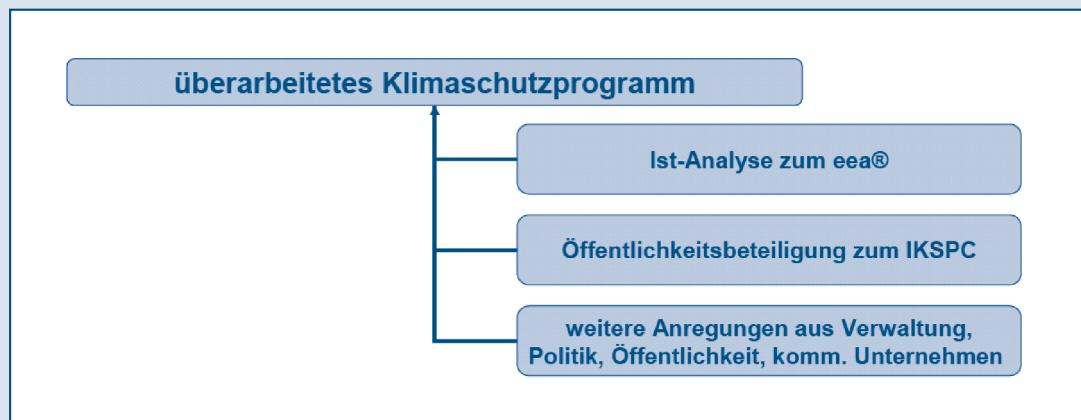 überarbeitetes Klimaschutzprogramm
Ist-Analyse zum eea®
Öffentlichkeitsbeteiligung zum IKSPC
weitere Anregungen aus Verwaltung,
Politik, Öffentlichkeit, komm. Unternehmen